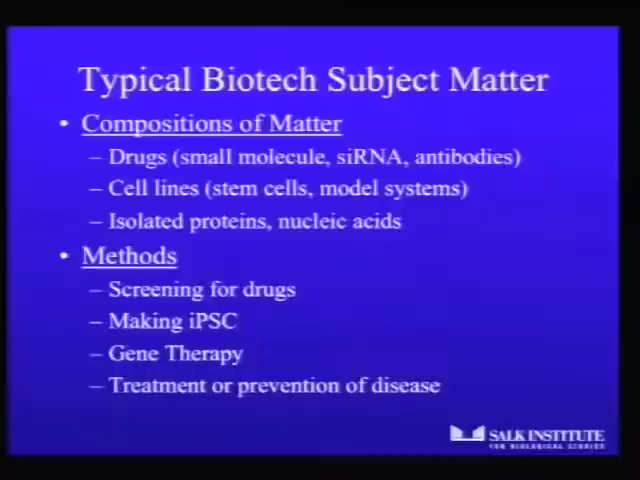 Typical Biotech Subject Matter
• Compositions of Matter
– Drugs (small molecule, siRNA, antibodies)
– Cell lines (stem cells, model systems)
– Isolated proteins, nucleic acids
• Methods
– Screening for drugs
– Making iPSC
– Gene Therapy
– Treatment or prevention of disease
SALK INSTITUTE
FOR BIOLOGICAL STUDIES